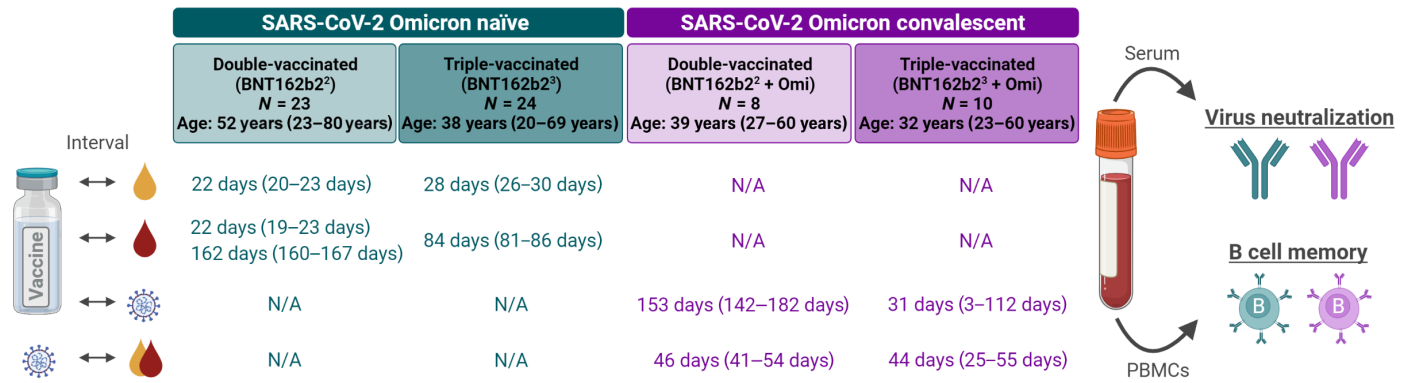 SARS-CoV-2 Omicron naïve
SARS-CoV-2 Omicron convalescent
Double-vaccinated
(BNT162b2²)
N = 23
Age: 52 years (23–80 years)
Triple-vaccinated
(BNT162b2³)
N = 24
Age: 38 years (20–69 years)
Double-vaccinated
(BNT162b2² + Omi)
N = 8
Age: 39 years (27–60 years)
Triple-vaccinated
(BNT162b2³ + Omi)
N = 10
Age: 32 years (23–60 years)
Interval
Vaccine
22 days (20–23 days)
28 days (26–30 days)
N/A
N/A
22 days (19–23 days)
162 days (160–167 days)
84 days (81–86 days)
N/A
N/A
N/A
N/A
153 days (142–182 days)
31 days (3–112 days)
N/A
N/A
46 days (41–54 days)
44 days (25–55 days)
Serum
Virus neutralization
B cell memory
B
B
PBMCs